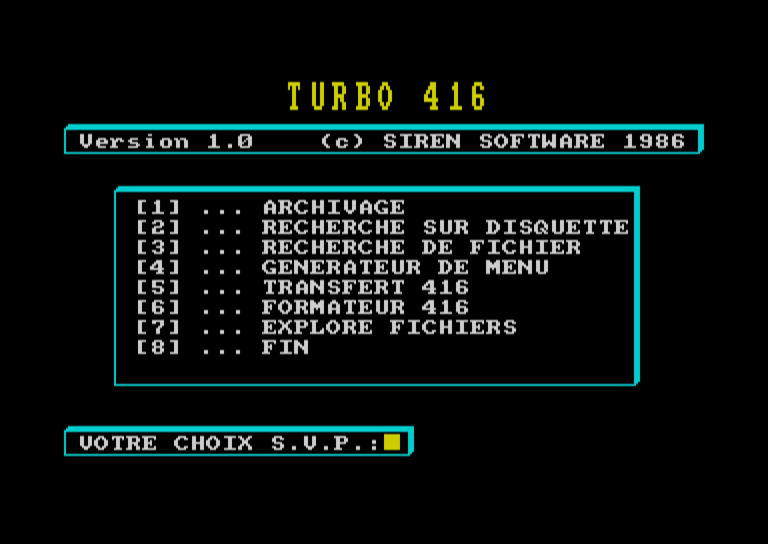 TURBO 416
Version 1.0 (c) SIREN SOFTWARE 1986
[1] ... ARCHIVAGE
[2] ... RECHERCHE SUR DISQUETTE
[3] ... RECHERCHE DE FICHIER
[4] ... GENERATEUR DE MENU
[5] ... TRANSFERT 416
[6] ... FORMATEUR 416
[7] ... EXPLORE FICHIERS
[8] ... FIN
VOTRE CHOIX S.V.P.: